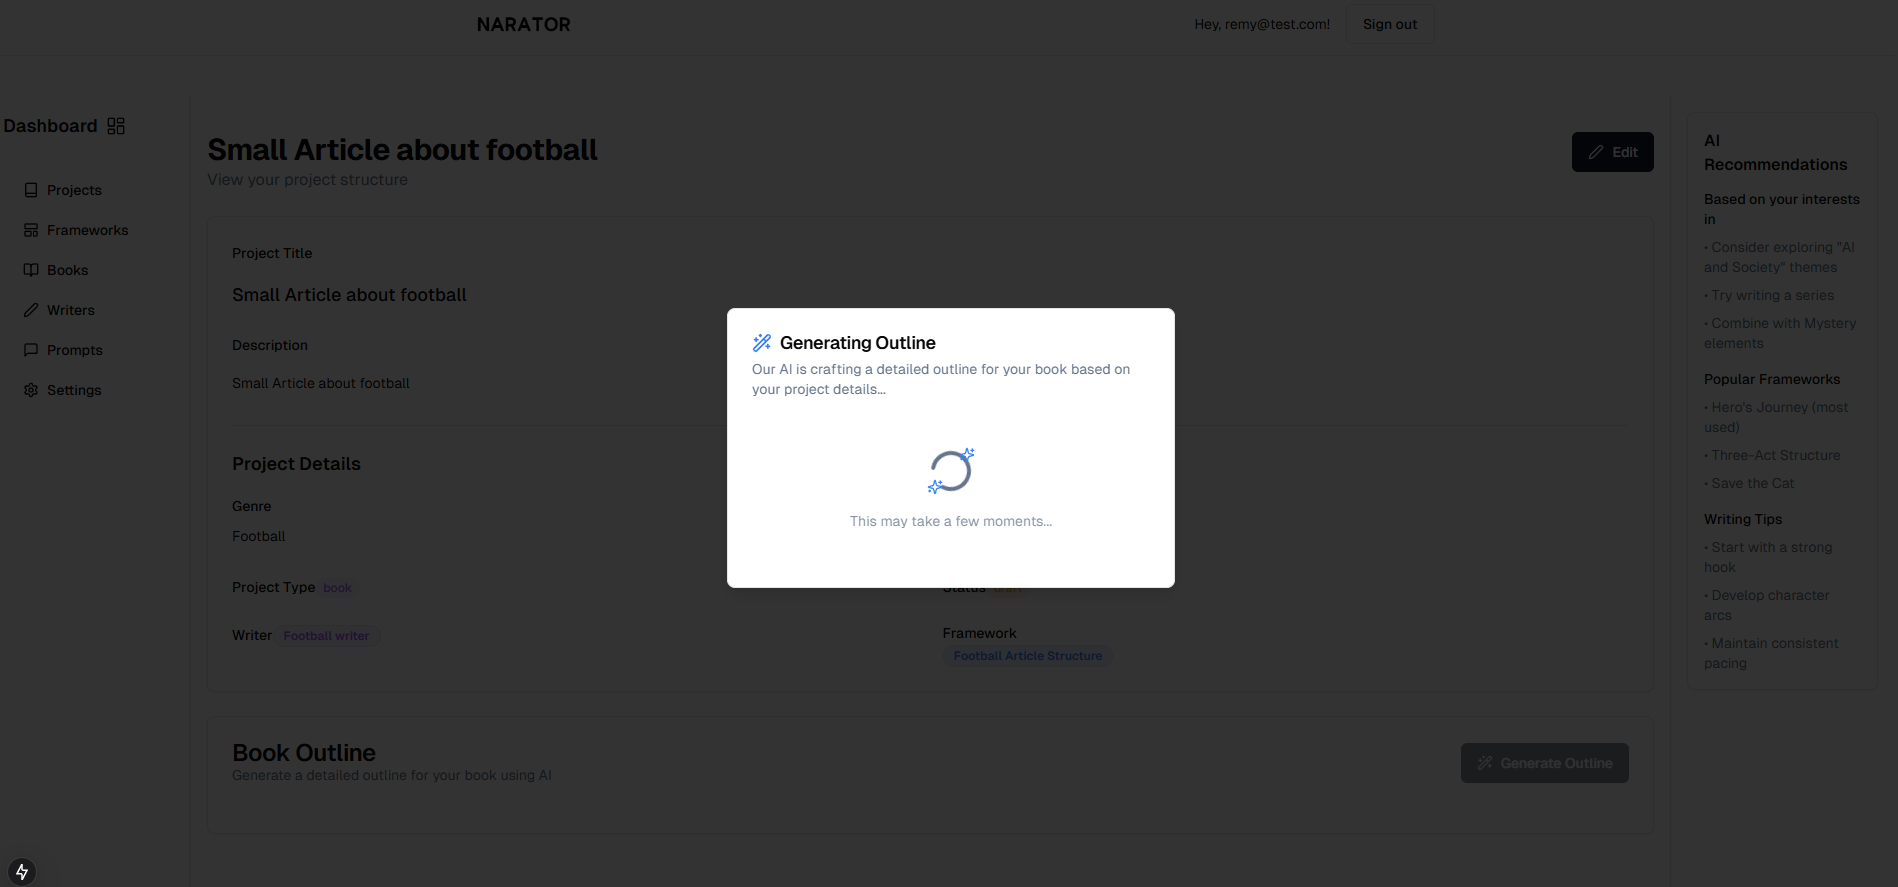 NARATOR
Hey, remy@test.com!
Sign out
Dashboard
Projects
Frameworks
Books
Writers
Prompts
Settings
Small Article about football
View your project structure
Edit
Project Title
Small Article about football
Description
Small Article about football
Project Details
Genre
Football
Project Type book
Status draft
Writer Football writer
Framework
Football Article Structure
Book Outline
Generate a detailed outline for your book using AI
Generate Outline
Generating Outline
Our AI is crafting a detailed outline for your book based on
your project details...
This may take a few moments...
AI
Recommendations
Based on your interests
in
• Consider exploring "AI
and Society" themes
• Try writing a series
• Combine with Mystery
elements
Popular Frameworks
• Hero's Journey (most
used)
• Three-Act Structure
• Save the Cat
Writing Tips
• Start with a strong
hook
• Develop character
arcs
• Maintain consistent
pacing